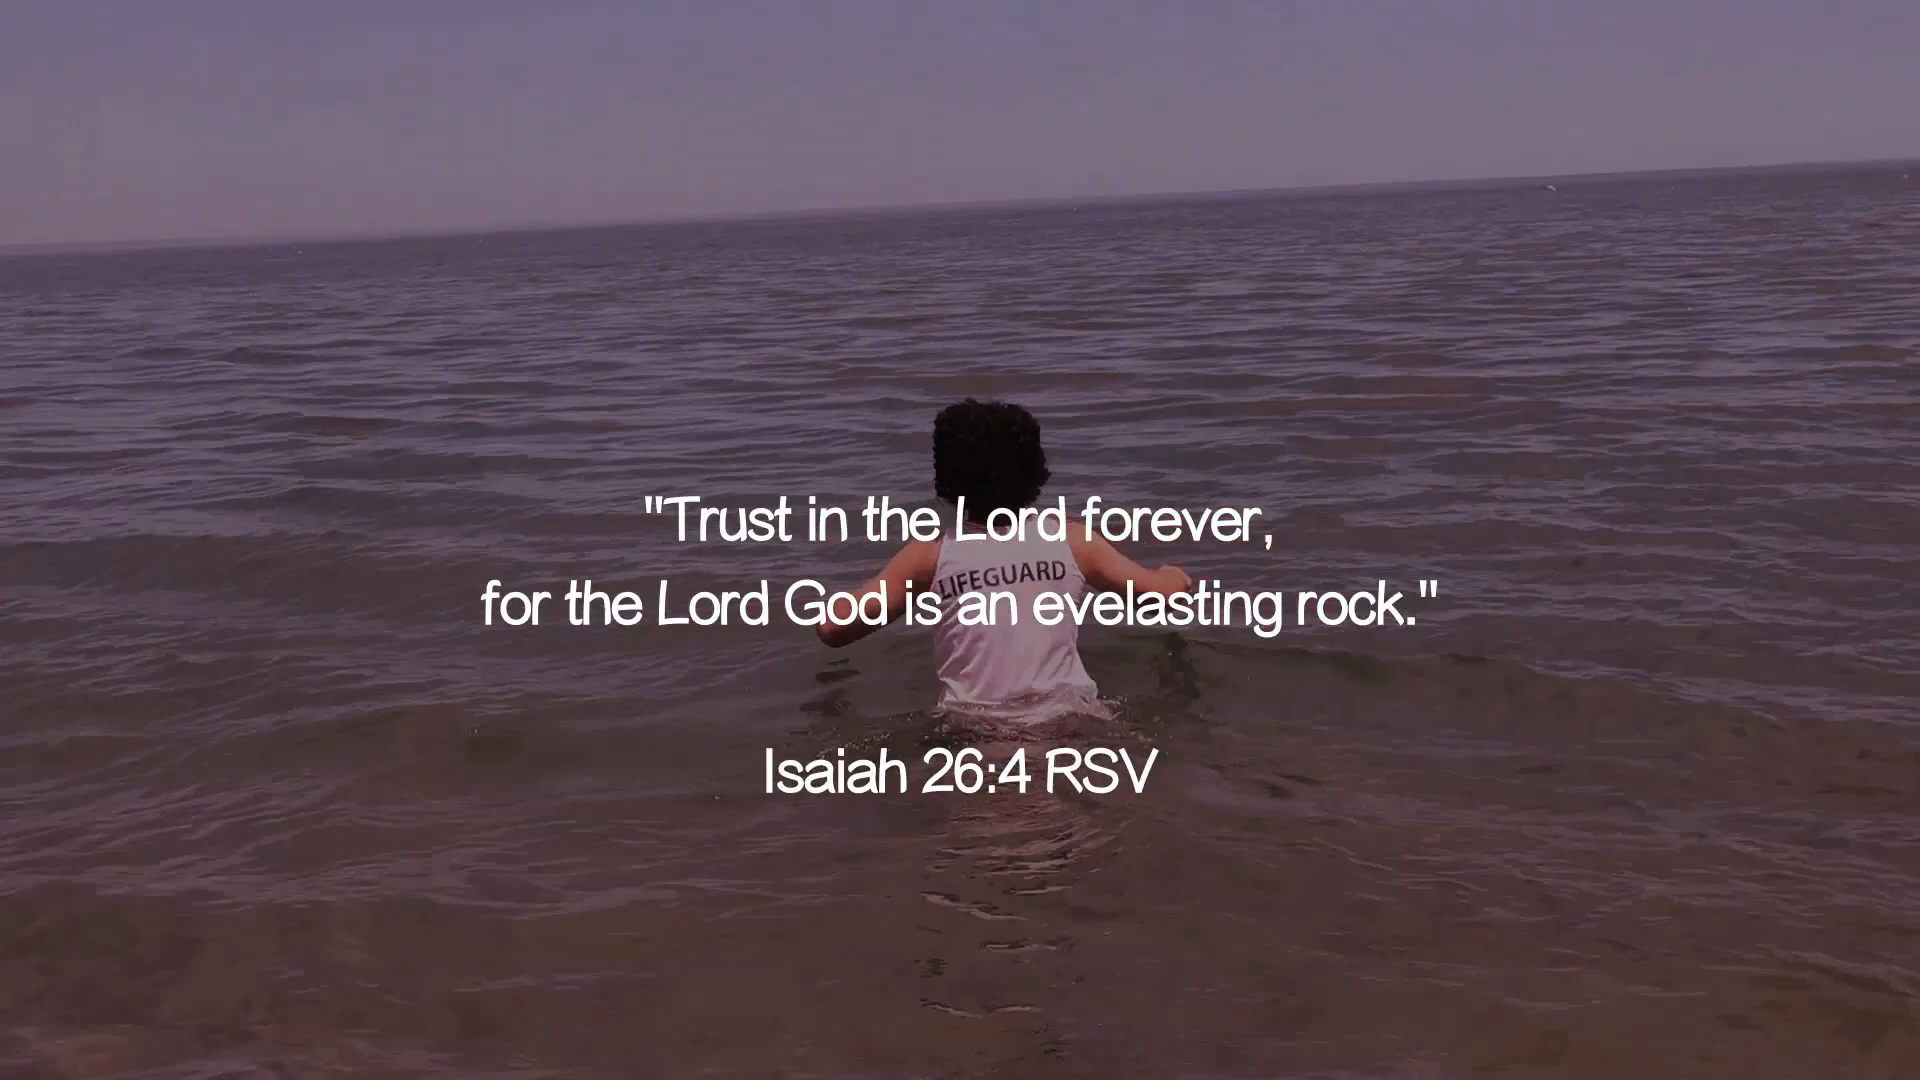 "Trust in the Lord forever,
LIFEGUARD
for the Lord God is an evelasting rock."
Isaiah 26:4 RSV